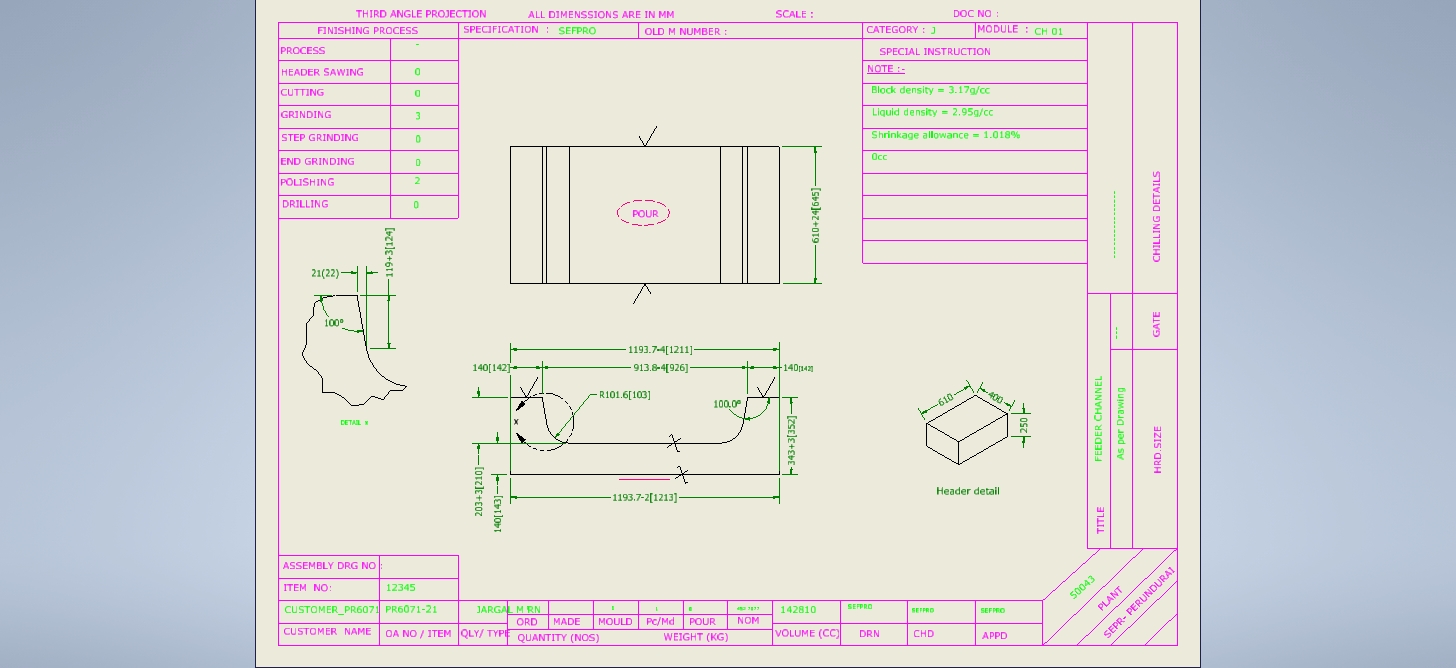 THIRD ANGLE PROJECTION ALL DIMENSSIONS ARE IN MM SCALE : DOC NO :
FINISHING PROCESS SPECIFICATION : SEFPRO OLD M NUMBER : CATEGORY : J MODULE : CH 01
PROCESS -
HEADER SAWING 0
CUTTING 0
GRINDING 3
STEP GRINDING 0
END GRINDING 0
POLISHING 2
DRILLING 0
SPECIAL INSTRUCTION
NOTE :-
Block density = 3.17g/cc
Liquid density = 2.95g/cc
Shrinkage allowance = 1.018%
0cc
CHILLING DETAILS
GATE
HRD.SIZE
FEEDER CHANNEL
As per Drawing
TITLE
POUR
610+24[645]
21(22)
119+3[124]
100°
DETAIL x
1193.7-4[1211]
140[142] 913.8-4[926] 140[142]
R101.6[103]
100.0°
x
343+3[352]
203+3[210]
140[143]
1193.7-2[1213]
610 400
250
Header detail
ASSEMBLY DRG NO :
ITEM NO: 12345
CUSTOMER_PR6071 PR6071-21 JARGAL M RN 142810 SEFPRO SEFPRO SEFPRO
ORD MADE MOULD Pc/Md POUR NOM
CUSTOMER NAME OA NO / ITEM QLY/ TYPE QUANTITY (NOS) WEIGHT (KG) VOLUME (CC) DRN CHD APPD
50043
PLANT
SEPR- PERUNDURAI